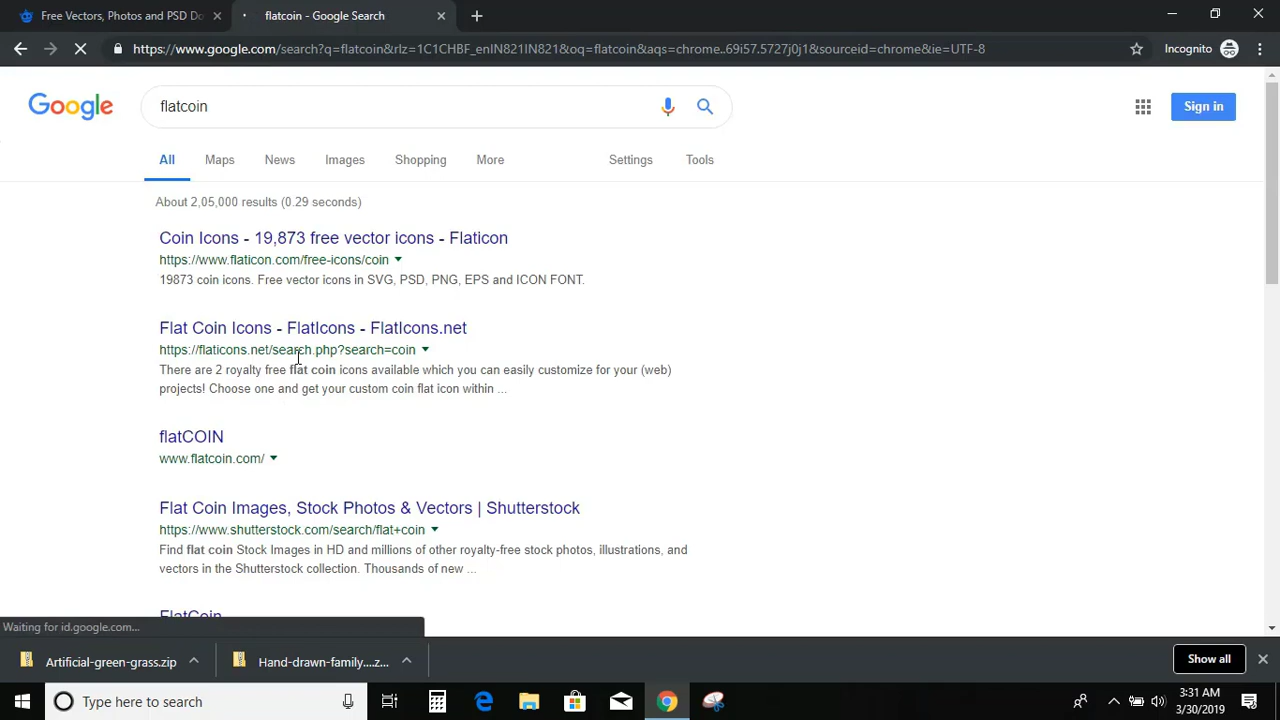 Free Vectors, Photos and PSD Do
flatcoin - Google Search
https://www.google.com/search?q=flatcoin&rlz=1C1CHBF_enIN821IN821&oq=flatcoin&aqs=chrome..69i57.5727j0j1&sourceid=chrome&ie=UTF-8
Incognito
Google
flatcoin
Sign in
All Maps News Images Shopping More Settings Tools
About 2,05,000 results (0.29 seconds)
Coin Icons - 19,873 free vector icons - Flaticon
https://www.flaticon.com/free-icons/coin
19873 coin icons. Free vector icons in SVG, PSD, PNG, EPS and ICON FONT.
Flat Coin Icons - FlatIcons - FlatIcons.net
https://flaticons.net/search.php?search=coin
There are 2 royalty free flat coin icons available which you can easily customize for your (web)
projects! Choose one and get your custom coin flat icon within ...
flatCOIN
www.flatcoin.com/
Flat Coin Images, Stock Photos & Vectors | Shutterstock
https://www.shutterstock.com/search/flat+coin
Find flat coin Stock Images in HD and millions of other royalty-free stock photos, illustrations, and
vectors in the Shutterstock collection. Thousands of new ...
FlatCoin
Waiting for id.google.com...
Artificial-green-grass.zip
Hand-drawn-family....z...
Show all
Type here to search
3:31 AM
3/30/2019